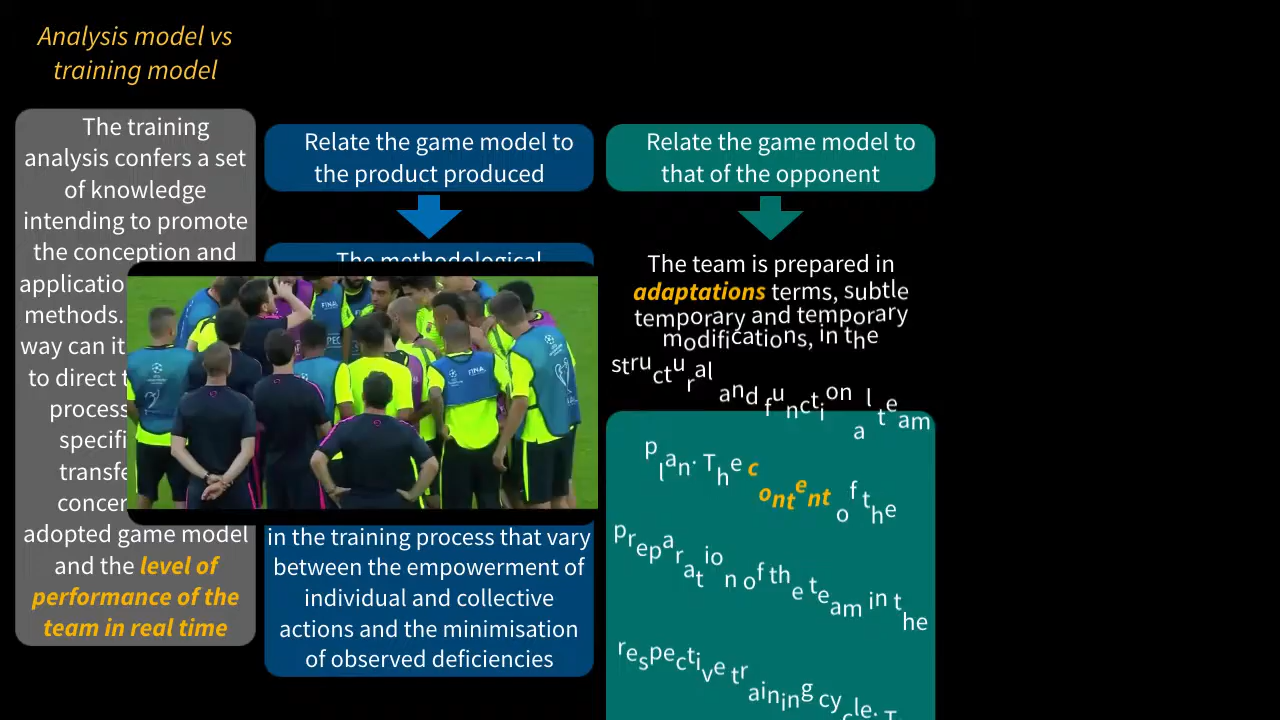 Analysis model vs
training model
The training
analysis confers a set
of knowledge
intending to promote
the conception and
methods.
way can it
to direct
process
adopted game model
and the level of
performance of the
team in real time
Relate the game model to
the product produced
The methodological
in the training process that vary
between the empowerment of
individual and collective
actions and the minimisation
of observed deficiencies
Relate the game model to
that of the opponent
The team is prepared in
adaptations terms, subtle
temporary and temporary
modifications, in the
structural
and functional team
plan. The content of the
preparation of the team in the
respective training cycle.
FINAL
FINAL